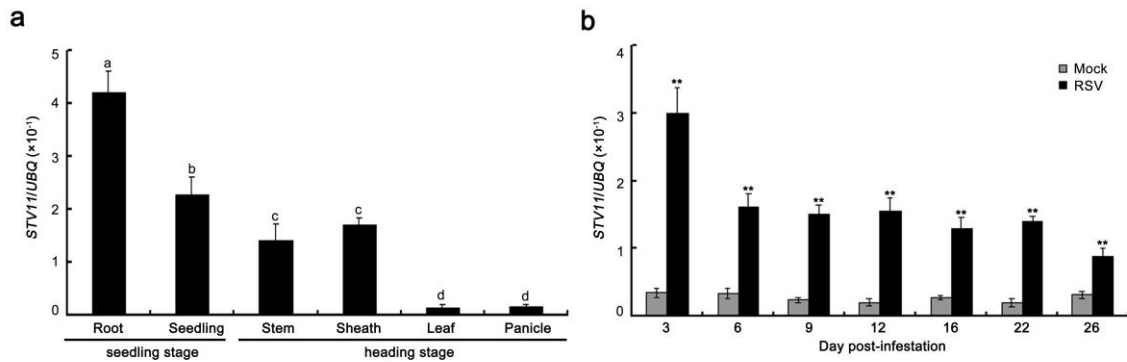 a
STV11/UBQ (×10⁻¹)
5
4
3
2
1
0
a
b
c
c
d
d
Root Seedling Stem Sheath Leaf Panicle
seedling stage heading stage
b
STV11/UBQ (×10⁻¹)
4
3
2
1
0
Mock
RSV
**
**
**
**
**
**
**
3 6 9 12 16 22 26
Day post-infestation